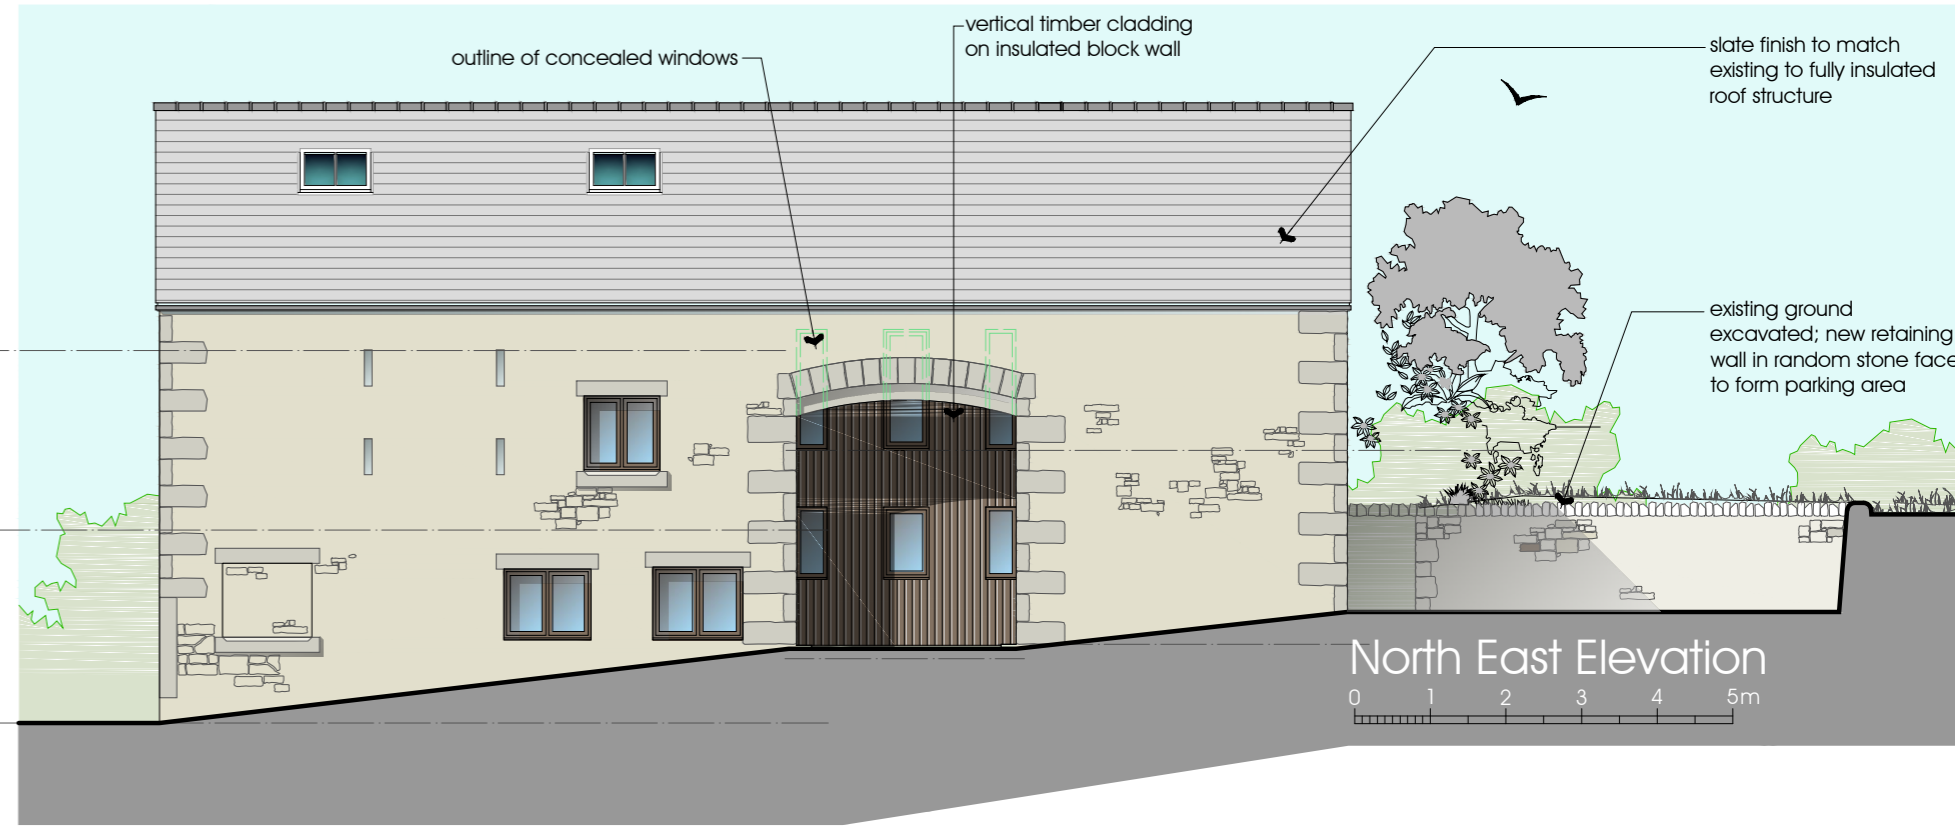 outline of concealed windows
vertical timber cladding
on insulated block wall
slate finish to match
existing to fully insulated
roof structure
existing ground
excavated; new retaining
wall in random stone face
to form parking area
North East Elevation
0 1 2 3 4 5m